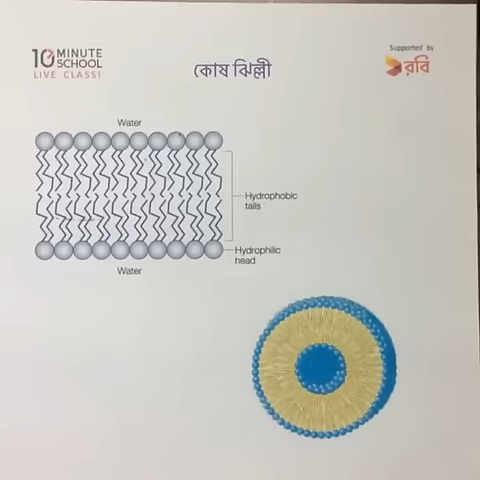 10 MINUTE
SCHOOL
LIVE CLASS!
কোষ ঝিল্লী
Supported by
রবি
Water
Hydrophobic
tails
Hydrophilic
head
Water